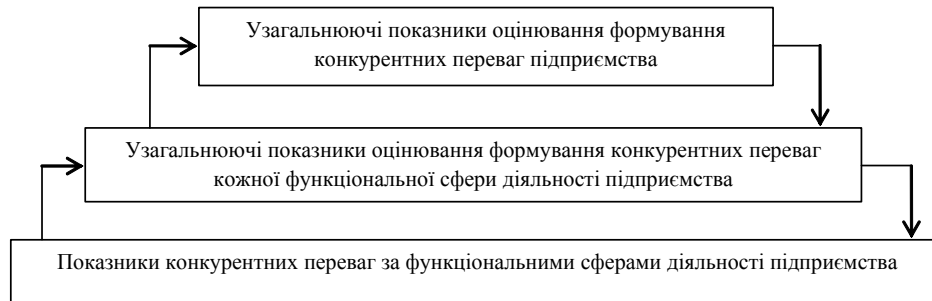 Узагальнюючі показники оцінювання формування
конкурентних переваг підприємства
Узагальнюючі показники оцінювання формування конкурентних переваг
кожної функціональної сфери діяльності підприємства
Показники конкурентних переваг за функціональними сферами діяльності підприємства